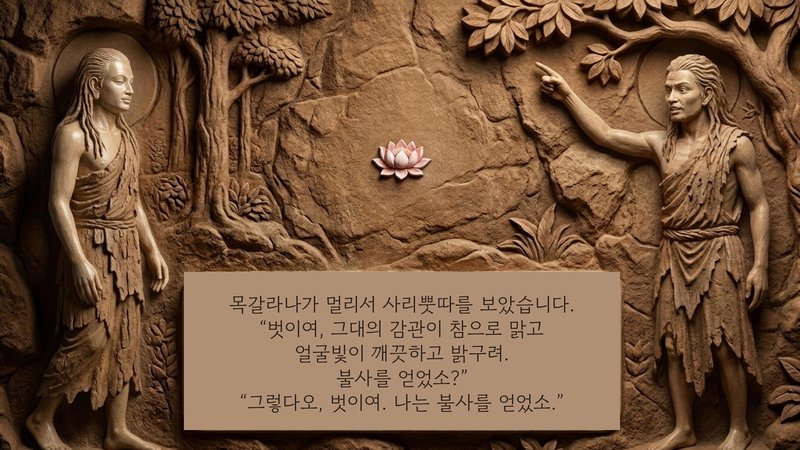 목갈라나가 멀리서 사리뿟따를 보았습니다.
“벗이여, 그대의 감관이 참으로 맑고
얼굴빛이 깨끗하고 밝구려.
불사를 얻었소?”
“그렇다오, 벗이여. 나는 불사를 얻었소.”